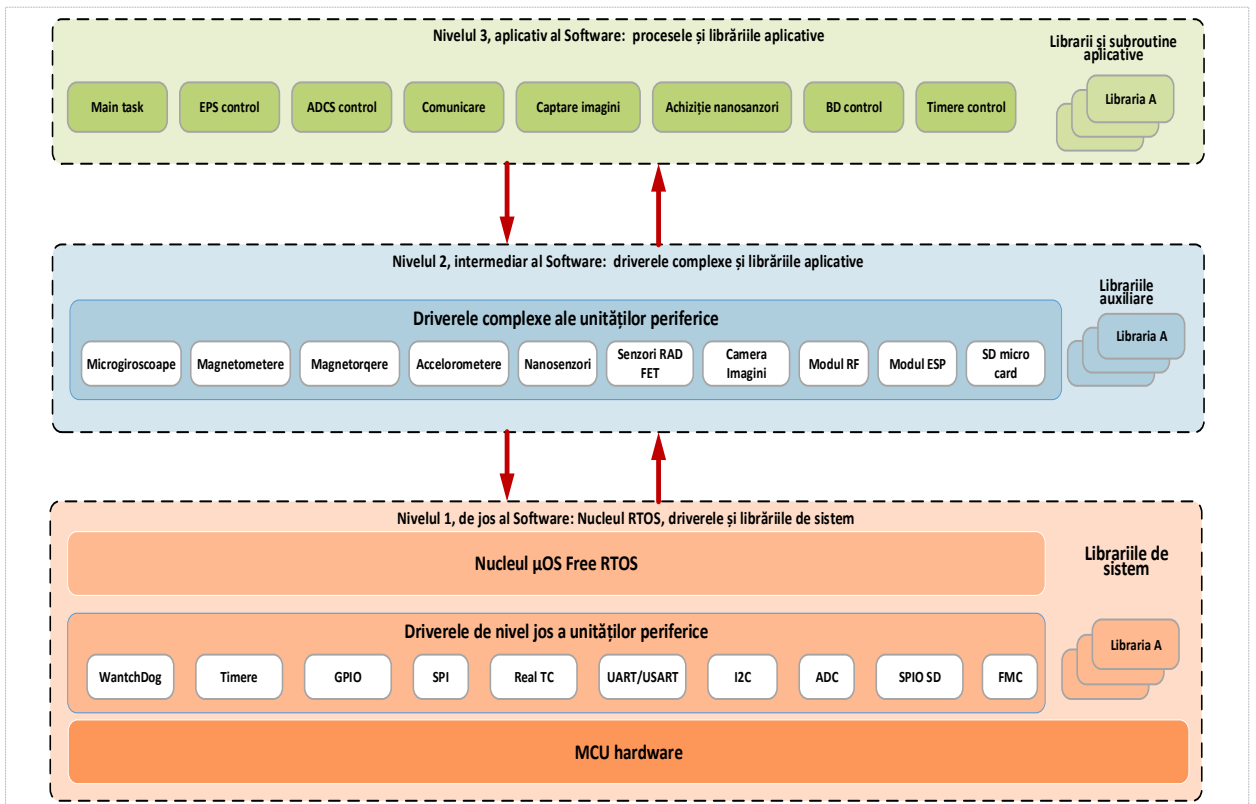 Nivelul 3, aplicativ al Software: procesele și librăriile aplicative
Librarii și subroutine
aplicative
Main task
EPS control
ADCS control
Comunicare
Captare imagini
Achiziție nanosanzori
BD control
Timere control
Libraria A
Nivelul 2, intermediar al Software: driverele complexe și librăriile aplicative
Librariile
auxiliare
Driverele complexe ale unităților periferice
Microgiroscoape
Magnetometere
Magnetorqere
Accelorometere
Nanosenzori
Senzori RAD
FET
Camera
Imagini
Modul RF
Modul ESP
SD micro
card
Libraria A
Nivelul 1, de jos al Software: Nucleul RTOS, driverele și librăriile de sistem
Nucleul µOS Free RTOS
Librariile de
sistem
Driverele de nivel jos a unităților periferice
WantchDog
Timere
GPIO
SPI
Real TC
UART/USART
I2C
ADC
SPIO SD
FMC
Libraria A
MCU hardware